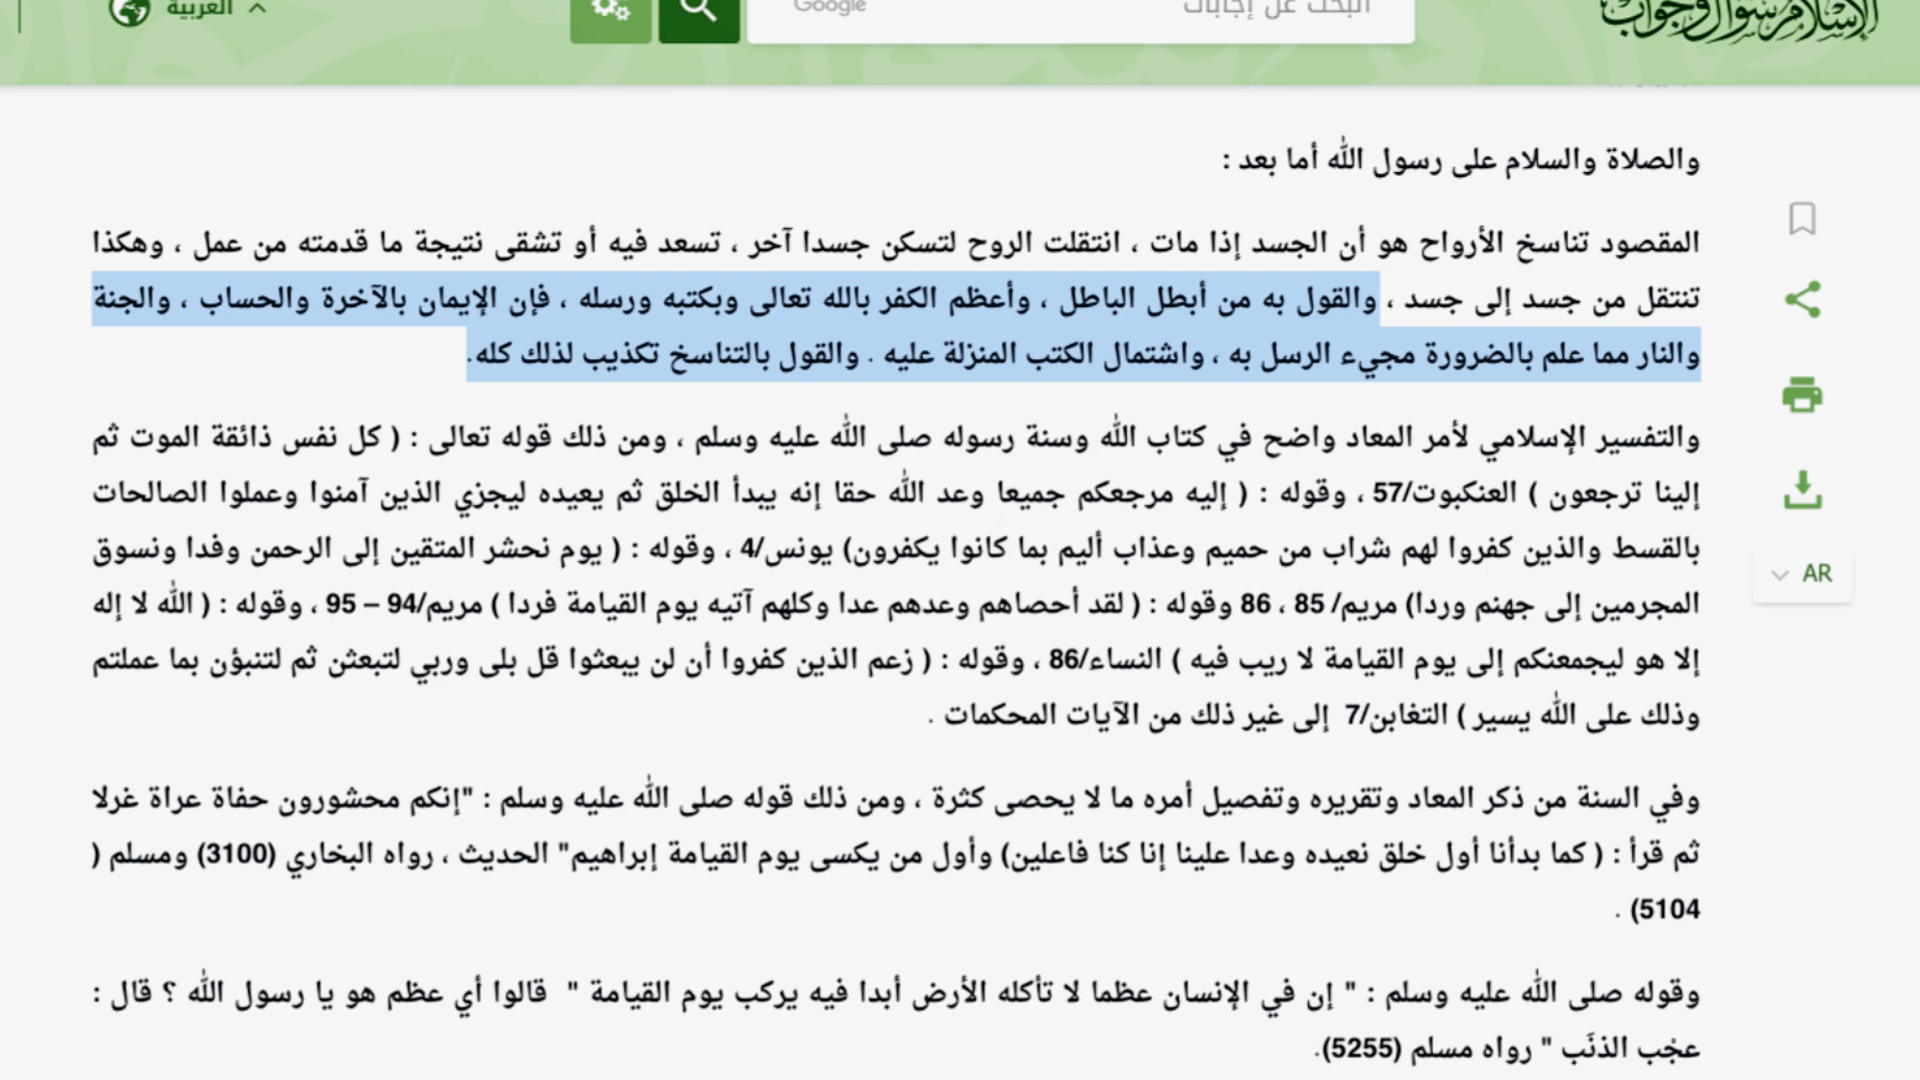 العربية
Google
البحث عن إجابات
الإسلام سؤال وجواب
والصلاة والسلام على رسول الله أما بعد :
المقصود تناسخ الأرواح هو أن الجسد إذا مات ، انتقلت الروح لتسكن جسدا آخر ، تسعد فيه أو تشقى نتيجة ما قدمته من عمل ، وهكذا
تنتقل من جسد إلى جسد ، والقول به من أبطل الباطل ، وأعظم الكفر بالله تعالى وبكتبه ورسله ، فإن الإيمان بالآخرة والحساب ، والجنة
والنار مما علم بالضرورة مجيء الرسل به ، واشتمال الكتب المنزلة عليه . والقول بالتناسخ تكذيب لذلك كله.
والتفسير الإسلامي لأمر المعاد واضح في كتاب الله وسنة رسوله صلى الله عليه وسلم ، ومن ذلك قوله تعالى : ( كل نفس ذائقة الموت ثم
إلينا ترجعون ) العنكبوت/57 ، وقوله : ( إليه مرجعكم جميعا وعد الله حقا إنه يبدأ الخلق ثم يعيده ليجزي الذين آمنوا وعملوا الصالحات
بالقسط والذين كفروا لهم شراب من حميم وعذاب أليم بما كانوا يكفرون) يونس/4 ، وقوله : ( يوم نحشر المتقين إلى الرحمن وفدا ونسوق
المجرمين إلى جهنم وردا) مريم/ 85 ، 86 وقوله : ( لقد أحصاهم وعدهم عدا وكلهم آتيه يوم القيامة فردا ) مريم/94 – 95 ، وقوله : ( الله لا إله
إلا هو ليجمعنكم إلى يوم القيامة لا ريب فيه ) النساء/86 ، وقوله : ( زعم الذين كفروا أن لن يبعثوا قل بلى وربي لتبعثن ثم لتنبؤن بما عملتم
وذلك على الله يسير ) التغابن/7 إلى غير ذلك من الآيات المحكمات .
وفي السنة من ذكر المعاد وتقريره وتفصيل أمره ما لا يحصى كثرة ، ومن ذلك قوله صلى الله عليه وسلم : "إنكم محشورون حفاة عراة غرلا
ثم قرأ : ( كما بدأنا أول خلق نعيده وعدا علينا إنا كنا فاعلين) وأول من يكسى يوم القيامة إبراهيم" الحديث ، رواه البخاري (3100) ومسلم (
5104) .
وقوله صلى الله عليه وسلم : " إن في الإنسان عظما لا تأكله الأرض أبدا فيه يركب يوم القيامة " قالوا أي عظم هو يا رسول الله ؟ قال :
عجْب الذنَب " رواه مسلم (5255).
AR